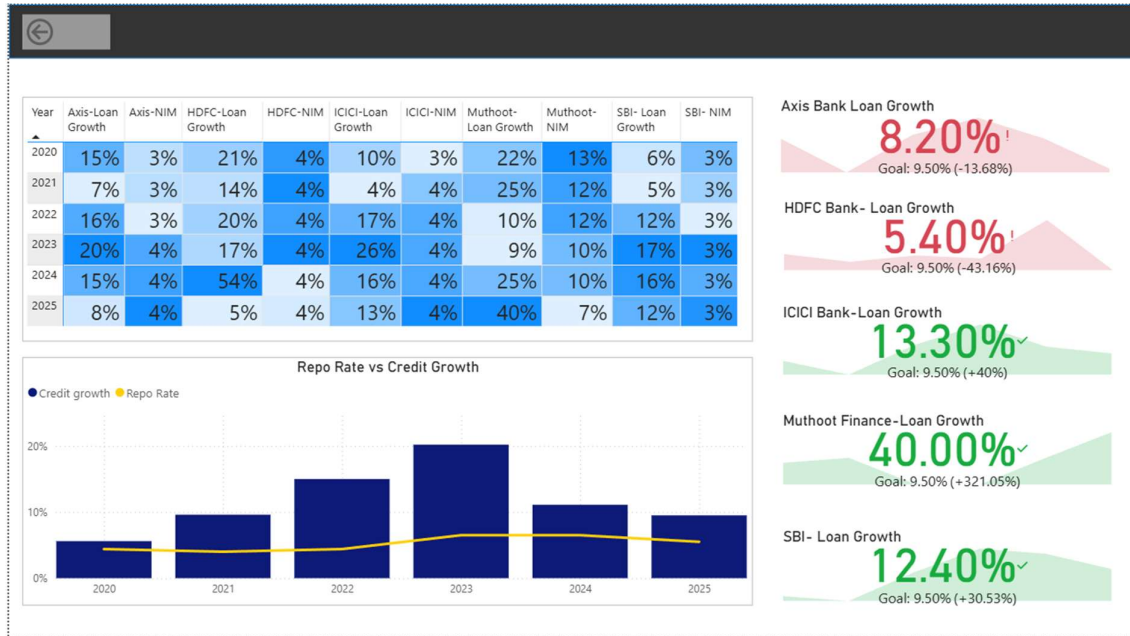 Year Axis-Loan Growth Axis-NIM HDFC-Loan Growth HDFC-NIM ICICI-Loan Growth ICICI-NIM Muthoot-Loan Growth Muthoot-NIM SBI- Loan Growth SBI- NIM
2020 15% 3% 21% 4% 10% 3% 22% 13% 6% 3%
2021 7% 3% 14% 4% 4% 4% 25% 12% 5% 3%
2022 16% 3% 20% 4% 17% 4% 10% 12% 12% 3%
2023 20% 4% 17% 4% 26% 4% 9% 10% 17% 3%
2024 15% 4% 54% 4% 16% 4% 25% 10% 16% 3%
2025 8% 4% 5% 4% 13% 4% 40% 7% 12% 3%
Repo Rate vs Credit Growth
Credit growth Repo Rate
20%
10%
0%
2020 2021 2022 2023 2024 2025
Axis Bank Loan Growth
8.20%!
Goal: 9.50% (-13.68%)
HDFC Bank- Loan Growth
5.40%!
Goal: 9.50% (-43.16%)
ICICI Bank-Loan Growth
13.30%✓
Goal: 9.50% (+40%)
Muthoot Finance-Loan Growth
40.00%✓
Goal: 9.50% (+321.05%)
SBI- Loan Growth
12.40%✓
Goal: 9.50% (+30.53%)